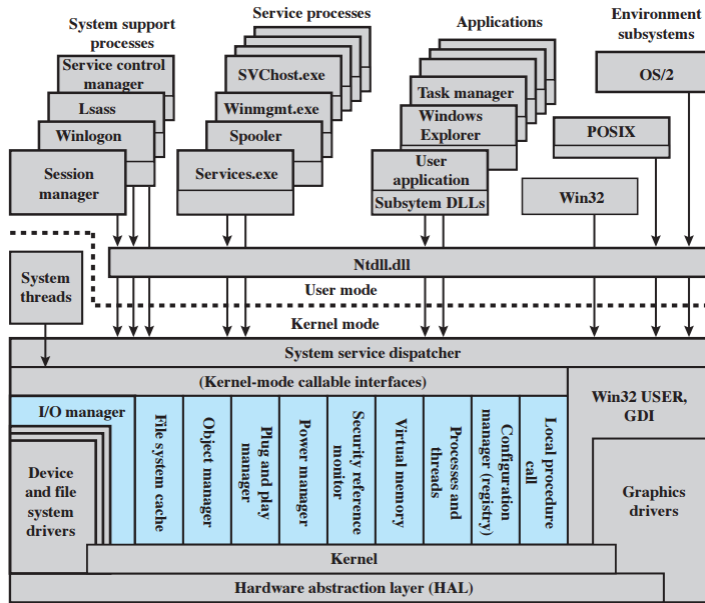 System support
processes
Service processes
Applications
Environment
subsystems
Service control
manager
Lsass
Winlogon
Session
manager
SVChost.exe
Winmgmt.exe
Spooler
Services.exe
Task manager
Windows
Explorer
User
application
Subsytem DLLs
OS/2
POSIX
Win32
System
threads
Ntdll.dll
User mode
Kernel mode
System service dispatcher
(Kernel-mode callable interfaces)
Win32 USER,
GDI
I/O manager
Device
and file
system
drivers
File system cache
Object manager
Plug and play
manager
Power manager
Security reference
monitor
Virtual memory
Processes and
threads
Configuration
manager (registry)
Local procedure
call
Graphics
drivers
Kernel
Hardware abstraction layer (HAL)